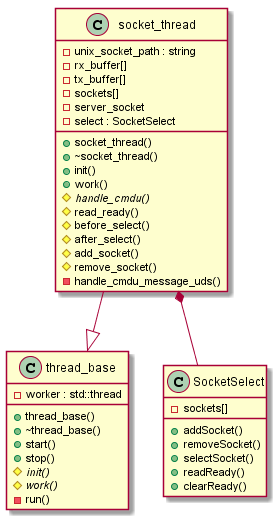 C socket_thread
unix_socket_path : string
rx_buffer[]
tx_buffer[]
sockets[]
server_socket
select : SocketSelect
socket_thread()
~socket_thread()
init()
work()
handle_cmdu()
read_ready()
before_select()
after_select()
add_socket()
remove_socket()
handle_cmdu_message_uds()
C thread_base
worker : std::thread
thread_base()
~thread_base()
start()
stop()
init()
work()
run()
C SocketSelect
sockets[]
addSocket()
removeSocket()
selectSocket()
readReady()
clearReady()